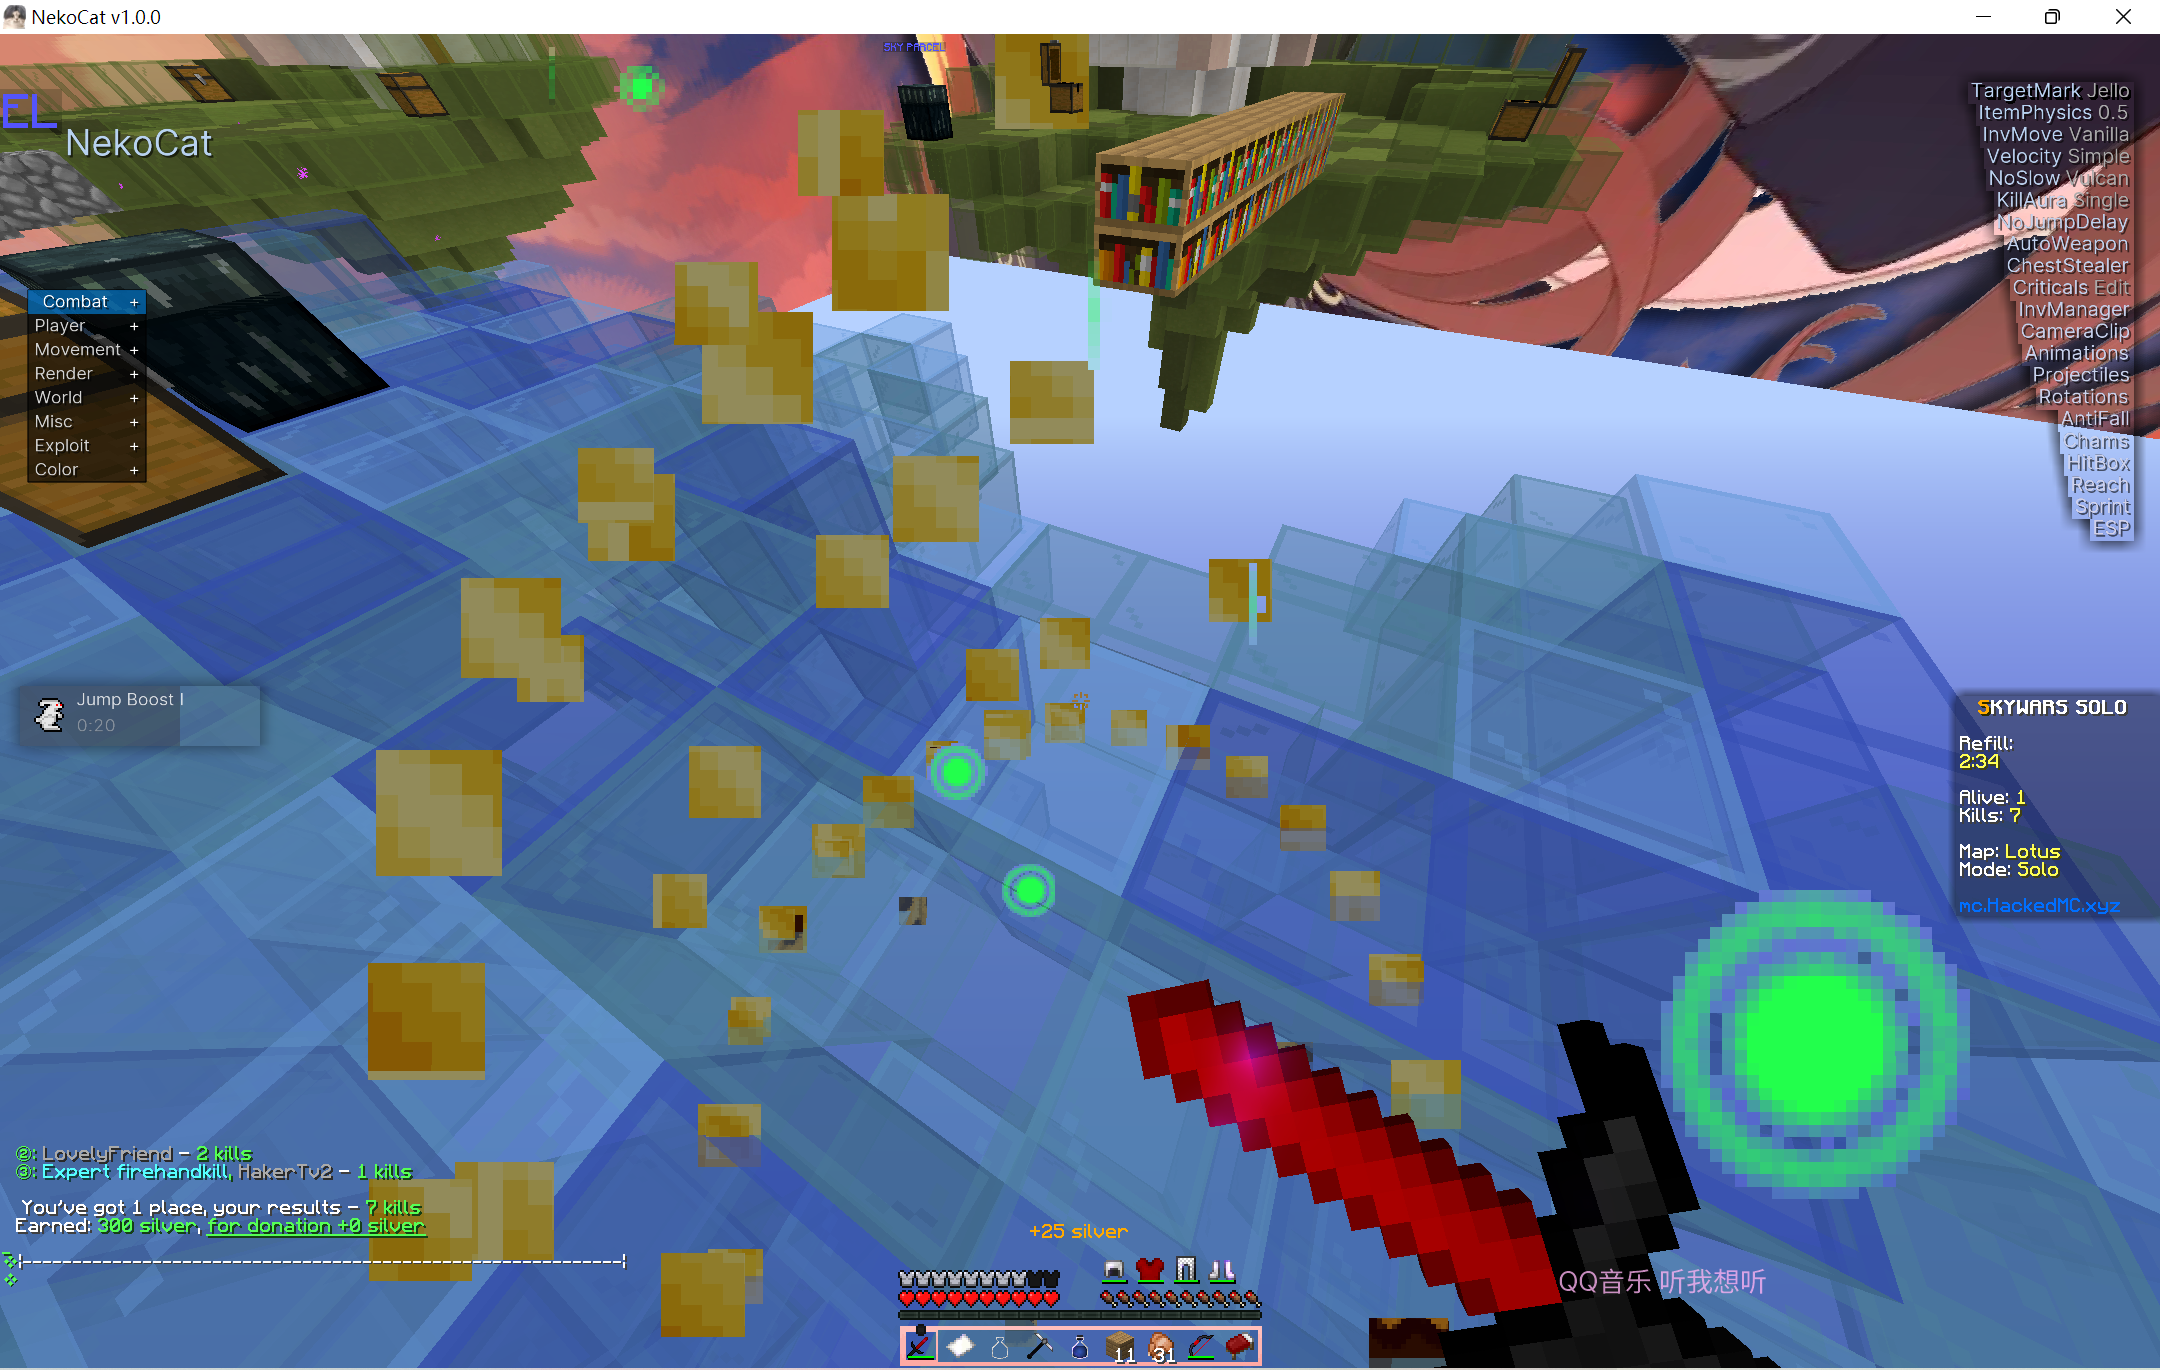 NekoCat v1.0.0
SKY PARCEL
EL
NekoCat
Combat +
Player +
Movement +
Render +
World +
Misc +
Exploit +
Color +
TargetMark Jello
ItemPhysics 0.5
InvMove Vanilla
Velocity Simple
NoSlow Vulcan
KillAura Single
NoJumpDelay
AutoWeapon
ChestStealer
Criticals Edit
InvManager
CameraClip
Animations
Projectiles
Rotations
AntiFall
Chams
HitBox
Reach
Sprint
ESP
Jump Boost I
0:20
SKYWARS SOLO
Refill:
2:34
Alive: 1
Kills: 7
Map: Lotus
Mode: Solo
mc.HackedMC.xyz
②: LovelyFriend - 2 kills
③: Expert firehandkill, HakerTv2 - 1 kills
You've got 1 place, your results - 7 kills
Earned: 300 silver, for donation +0 silver
+25 silver
QQ音乐 听我想听
11
31